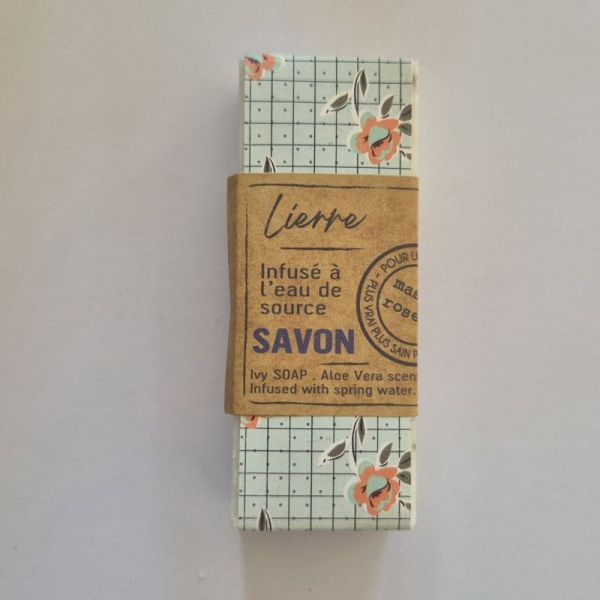 Lierre
Infusé à
l'eau de
source
SAVON
Ivy SOAP . Aloe Vera scen
Infused with spring water.
POUR U
mas
rose
- PLUS VRAI PLUS SAIN P